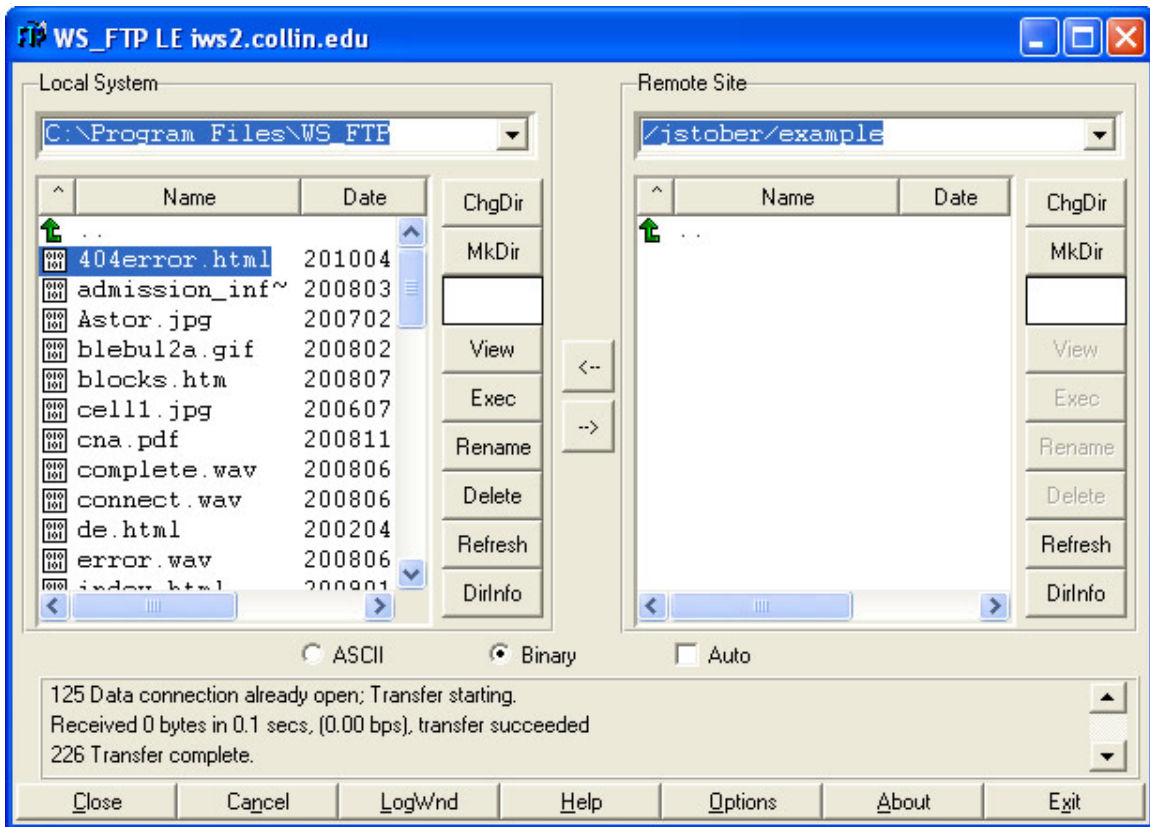 WS_FTP LE iws2.collin.edu
Local System
C:\Program Files\WS_FTP
^ Name Date
..
404error.html 201004
admission_inf~ 200803
Astor.jpg 200702
blebul2a.gif 200802
blocks.htm 200807
cell1.jpg 200607
cna.pdf 200811
complete.wav 200806
connect.wav 200806
de.html 200204
error.wav 200806
index.html 200901
ChgDir
MkDir
View
Exec
Rename
Delete
Refresh
DirInfo
<--
-->
Remote Site
/jstober/example
^ Name Date
..
ChgDir
MkDir
View
Exec
Rename
Delete
Refresh
DirInfo
ASCII Binary Auto
125 Data connection already open; Transfer starting.
Received 0 bytes in 0.1 secs, (0.00 bps), transfer succeeded
226 Transfer complete.
Close Cancel LogWnd Help Options About Exit